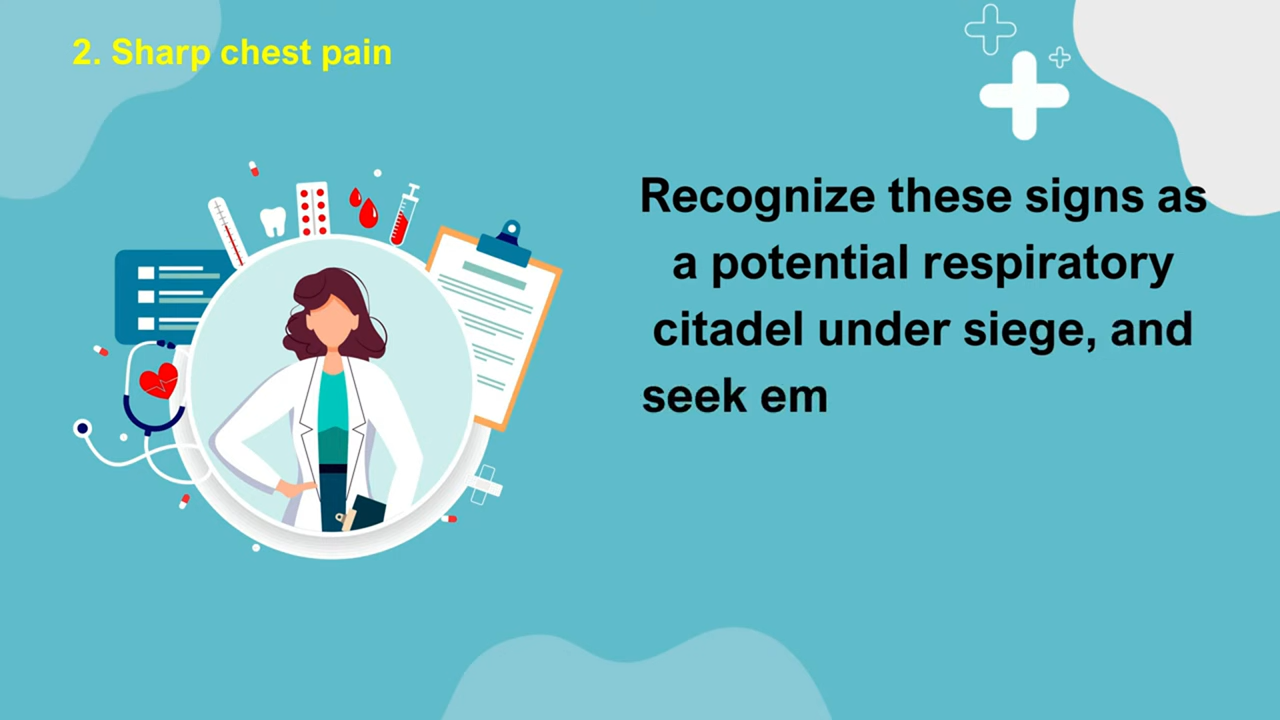 2. Sharp chest pain
Recognize these signs as
a potential respiratory
citadel under siege, and
seek em